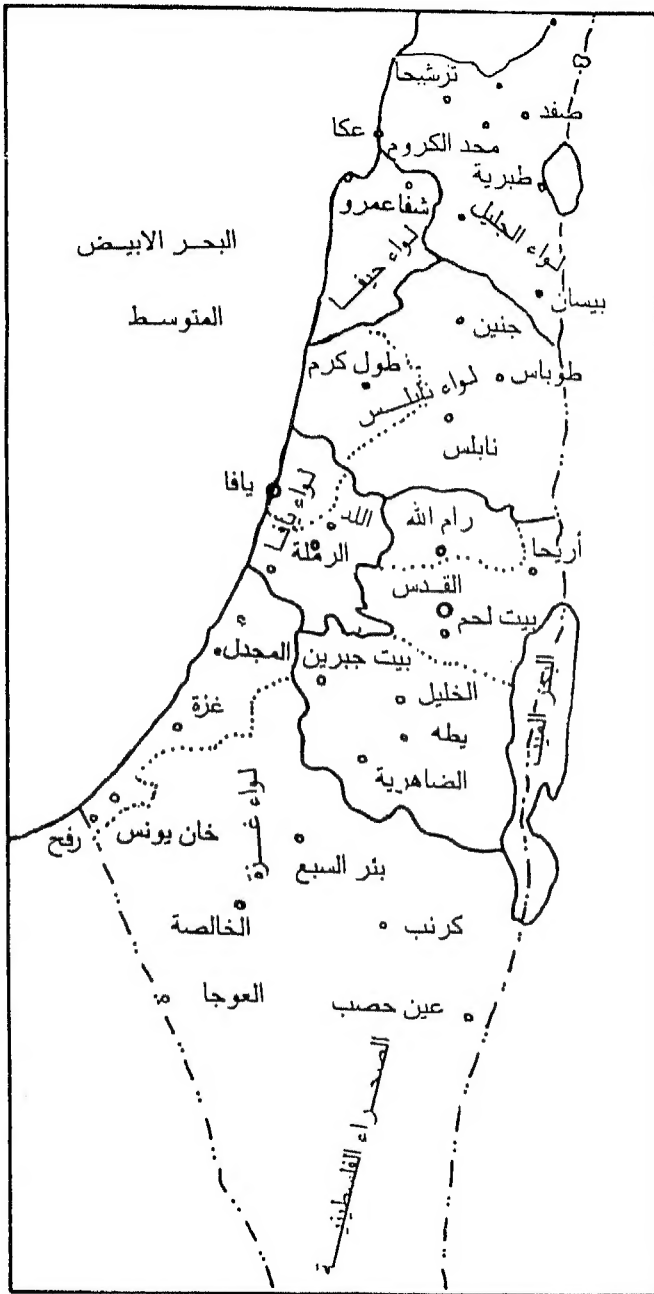 ترشيحا
صفد
عكا
مجد الكروم
طبرية
شفاعمرو
لواء الجليل
البحر الابيض
المتوسط
لواء حيفا
بيسان
جنين
طول كرم
طوباس
لواء نابلس
نابلس
يافا
لواء يافا
اللد
رام الله
أريحا
الرملة
القدس
بيت لحم
المجدل
بيت جبرين
الخليل
البحر الميت
غزة
يطه
الضاهرية
لواء غزة
خان يونس
رفح
بئر السبع
الخالصة
كرنب
العوجا
عين حصب
الصحراء الفلسطينية